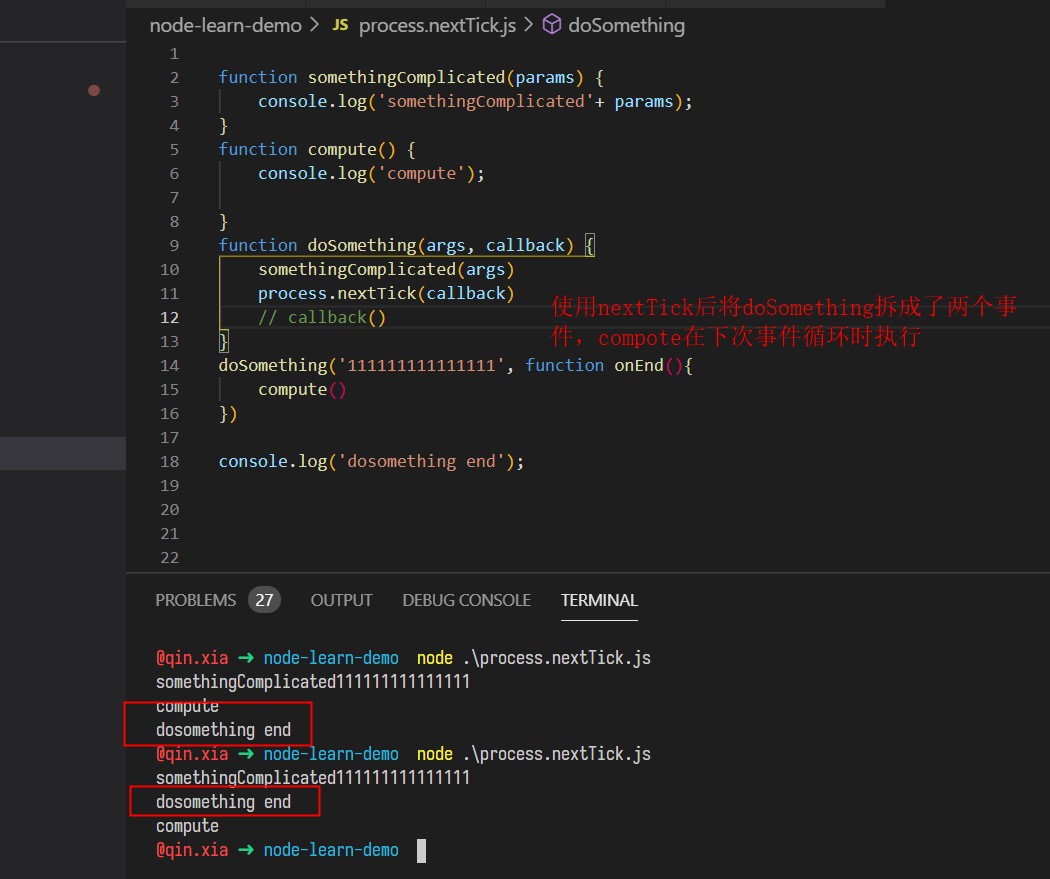 node-learn-demo > JS process.nextTick.js > doSomething
1
2 function somethingComplicated(params) {
3 console.log('somethingComplicated'+ params);
4 }
5 function compute() {
6 console.log('compute');
7
8 }
9 function doSomething(args, callback) {
10 somethingComplicated(args)
11 process.nextTick(callback)
使用nextTick后将doSomething拆成了两个事
12 // callback()
件，compote在下次事件循环时执行
13 }
14 doSomething('111111111111111', function onEnd(){
15 compute()
16 })
17
18 console.log('dosomething end');
19
20
21
22
PROBLEMS 27 OUTPUT DEBUG CONSOLE TERMINAL
@qin.xia ➜ node-learn-demo node .\process.nextTick.js
somethingComplicated111111111111111
compute
dosomething end
@qin.xia ➜ node-learn-demo node .\process.nextTick.js
somethingComplicated111111111111111
dosomething end
compute
@qin.xia ➜ node-learn-demo